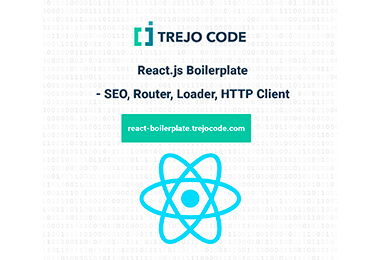 TREJO CODE
React.js Boilerplate
- SEO, Router, Loader, HTTP Client
react-boilerplate.trejocode.com